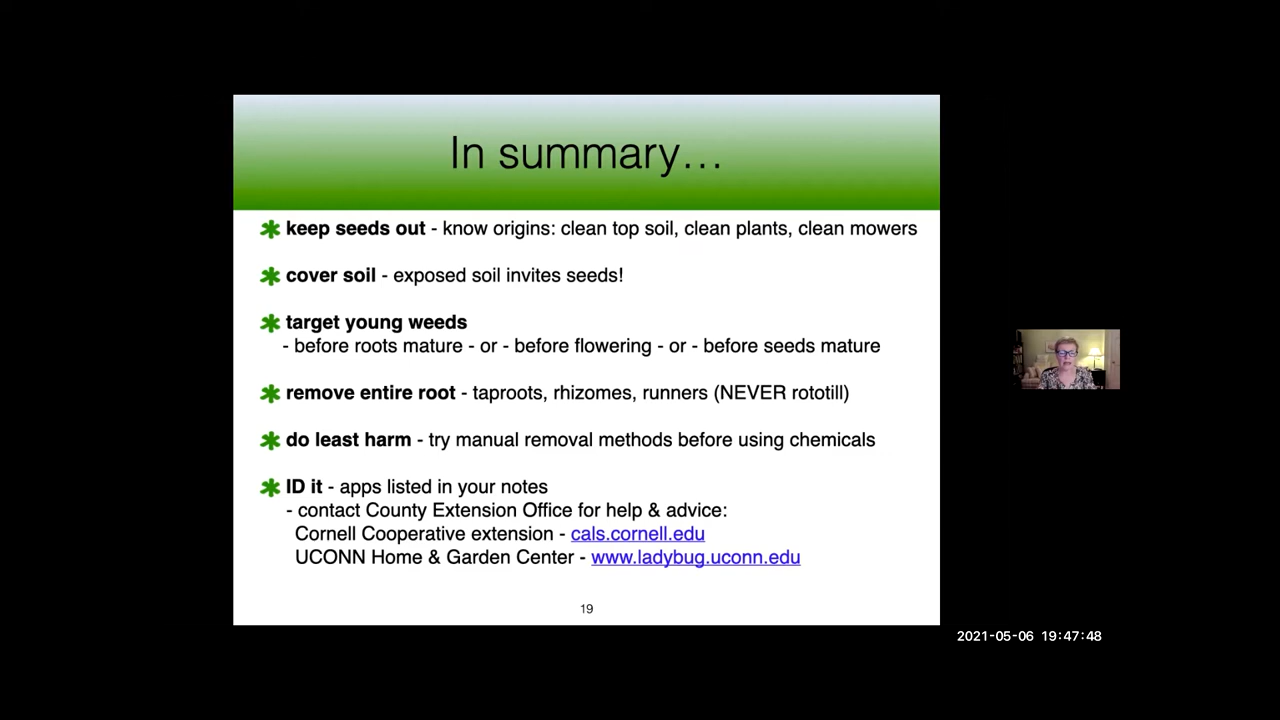 In summary…
keep seeds out - know origins: clean top soil, clean plants, clean mowers
cover soil - exposed soil invites seeds!
target young weeds
- before roots mature - or - before flowering - or - before seeds mature
remove entire root - taproots, rhizomes, runners (NEVER rototill)
do least harm - try manual removal methods before using chemicals
ID it - apps listed in your notes
- contact County Extension Office for help & advice:
Cornell Cooperative extension - cals.cornell.edu
UCONN Home & Garden Center - www.ladybug.uconn.edu
19
2021-05-06 19:47:48